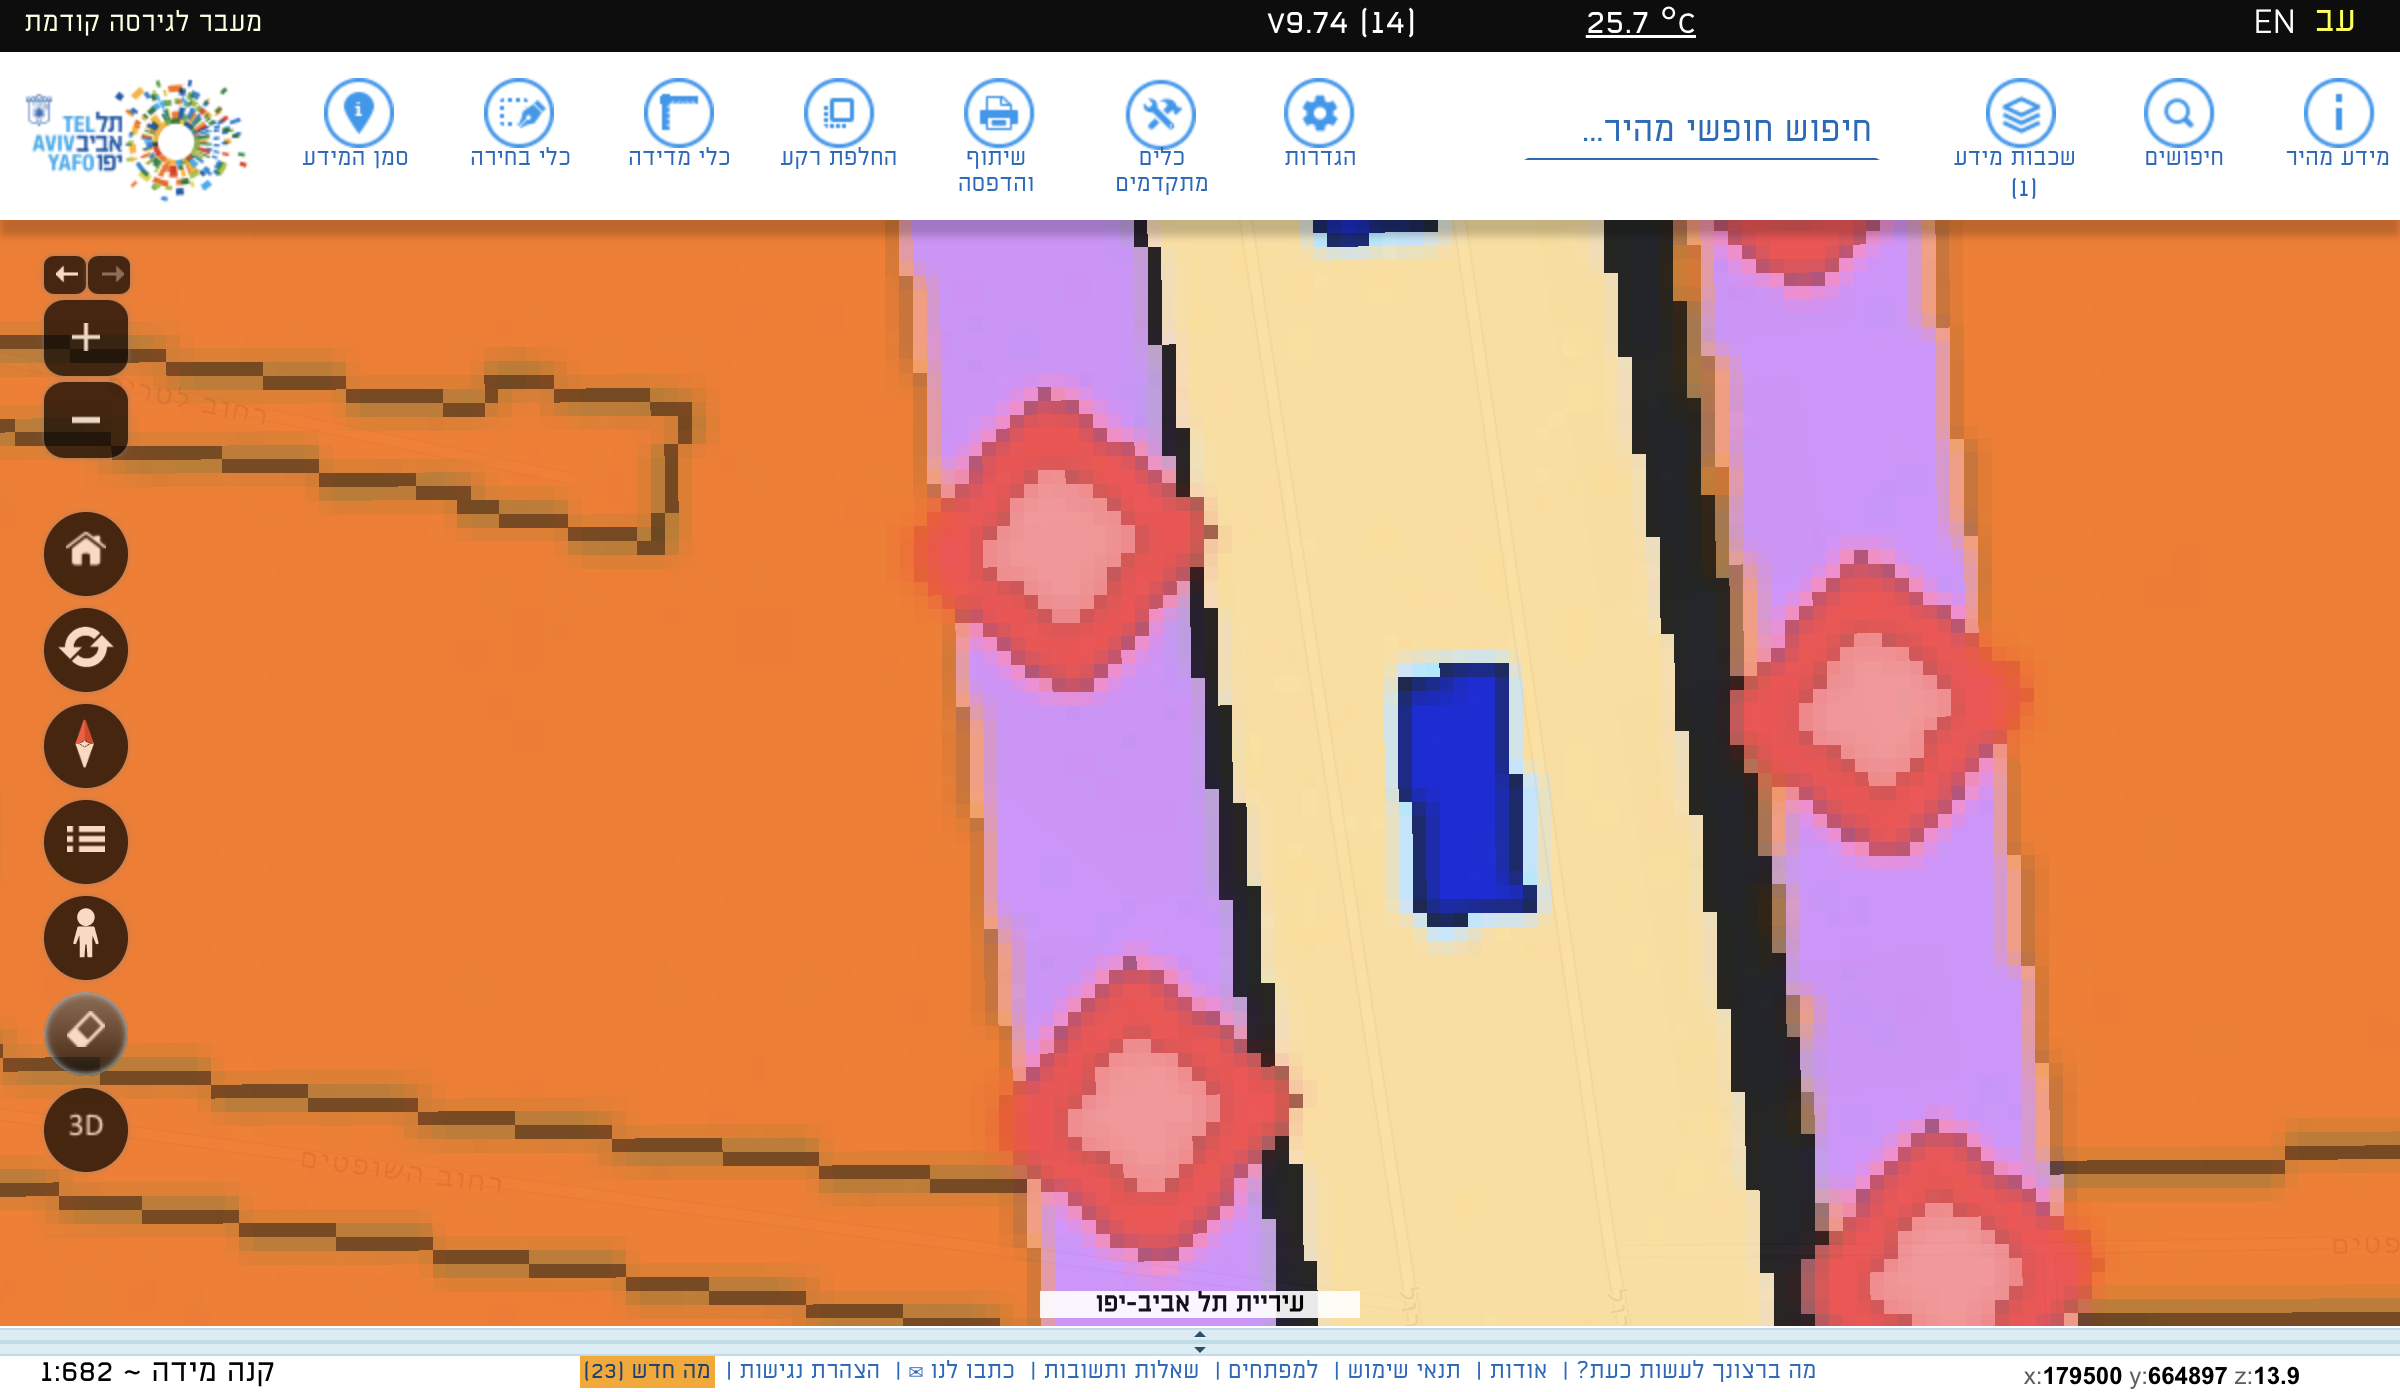 עב EN
25.7 °C
V9.74 (14)
מעבר לגירסה קודמת
מידע מהיר
חיפושים
שכבות מידע
(1)
חיפוש חופשי מהיר...
הגדרות
כלים
מתקדמים
שיתוף
והדפסה
החלפת רקע
כלי מדידה
כלי בחירה
סמן המידע
תל אביב יפו
TEL AVIV YAFO
רחוב השופטים
3D
עיריית תל אביב-יפו
x:179500 y:664897 z:13.9
מה ברצונך לעשות כעת? | אודות | תנאי שימוש | למפתחים | שאלות ותשובות | כתבו לנו ✉ | הצהרת נגישות | מה חדש (23)
קנה מידה ~ 1:682